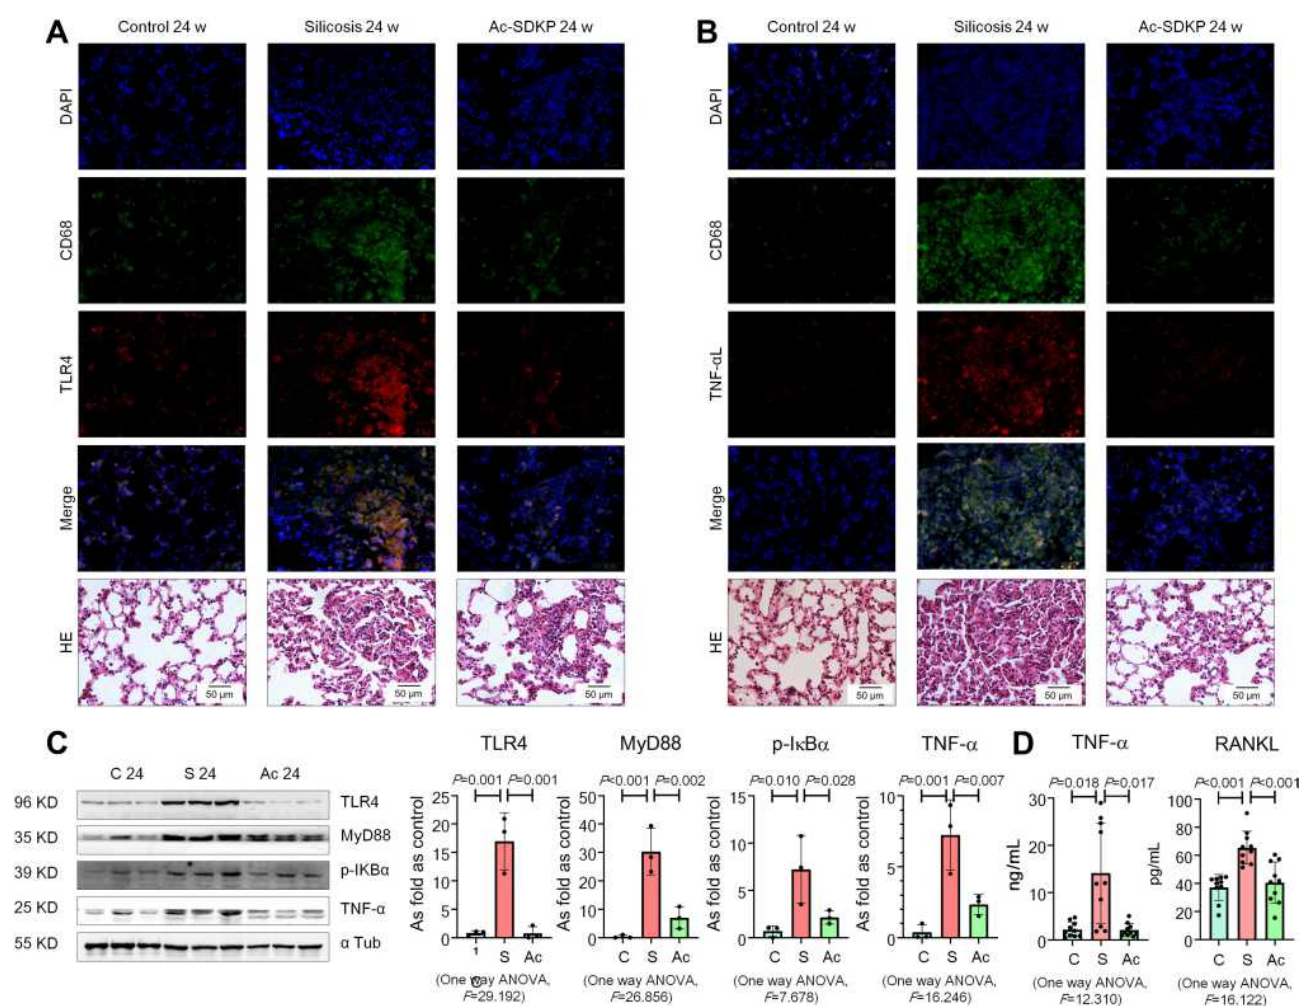 A
Control 24 w Silicosis 24 w Ac-SDKP 24 w
DAPI
CD68
TLR4
Merge
HE
50 µm 50 µm 50 µm
B
Control 24 w Silicosis 24 w Ac-SDKP 24 w
DAPI
CD68
TNF-αL
Merge
HE
50 µm 50 µm 50 µm
C
C 24 S 24 Ac 24
96 KD TLR4
35 KD MyD88
39 KD p-IKBα
25 KD TNF-α
55 KD α Tub
TLR4
P=0.001 P=0.001
As fold as control
25
20
15
10
5
0
1 S Ac
C
(One way ANOVA,
F=29.192)
MyD88
P<0.001 P=0.002
As fold as control
50
40
30
20
10
0
C S Ac
(One way ANOVA,
F=26.856)
p-IκBα
P=0.010 P=0.028
As fold as control
15
10
5
0
C S Ac
(One way ANOVA,
F=7.678)
TNF-α
P=0.001 P=0.007
As fold as control
10
8
6
4
2
0
C S Ac
(One way ANOVA,
F=16.246)
D
TNF-α
P=0.018 P=0.017
ng/mL
30
20
10
0
C S Ac
(One way ANOVA,
F=12.310)
RANKL
P<0.001 P<0.001
pg/mL
100
80
60
40
20
0
C S Ac
(One way ANOVA,
F=16.122)